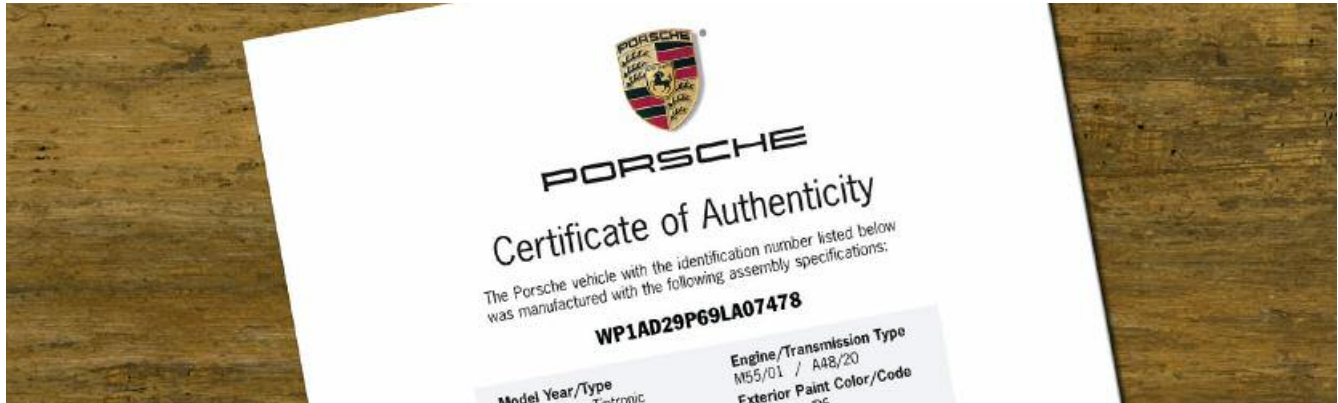 PORSCHE
PORSCHE
Certificate of Authenticity
The Porsche vehicle with the identification number listed below
was manufactured with the following assembly specifications:
WP1AD29P69LA07478
Model Year/Type
Tiptronic
Engine/Transmission Type
M55/01 / A48/20
Exterior Paint Color/Code